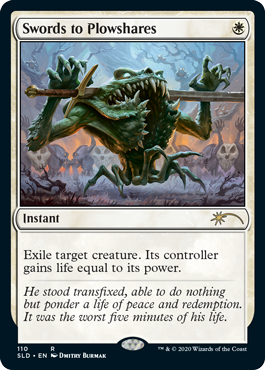 Swords to Plowshares
Instant
Exile target creature. Its controller
gains life equal to its power.
He stood transfixed, able to do nothing
but ponder a life of peace and redemption.
It was the worst five minutes of his life.
110 R
SLD • EN Dmitry Burmak
™ & © 2020 Wizards of the Coast